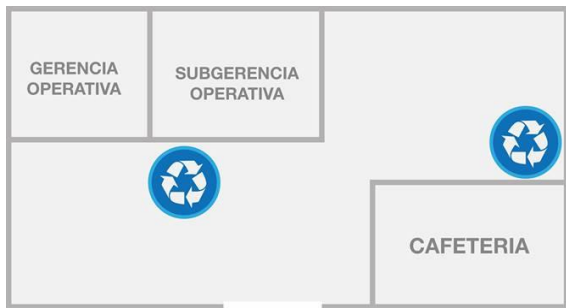 GERENCIA
OPERATIVA
SUBGERENCIA
OPERATIVA
CAFETERIA